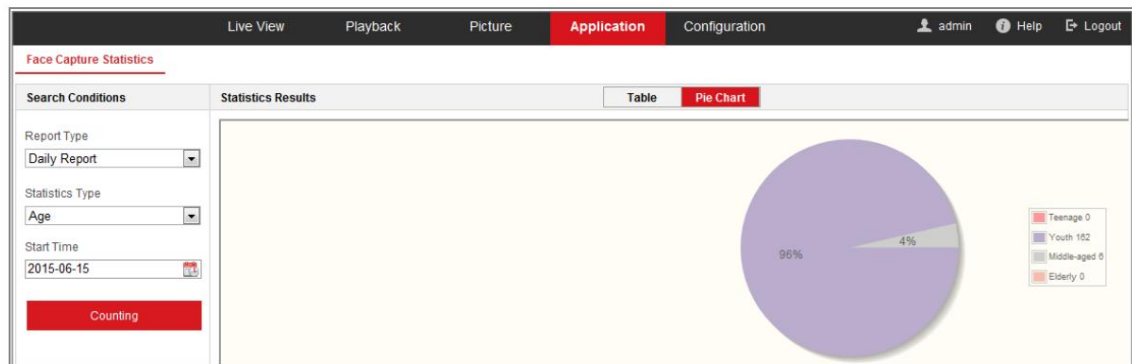 Live View Playback Picture Application Configuration admin Help Logout
Face Capture Statistics
Search Conditions
Statistics Results
Table Pie Chart
Report Type
Daily Report
Statistics Type
Age
Start Time
2015-06-15
Counting
96%
4%
Teenage 0
Youth 162
Middle-aged 6
Elderly 0